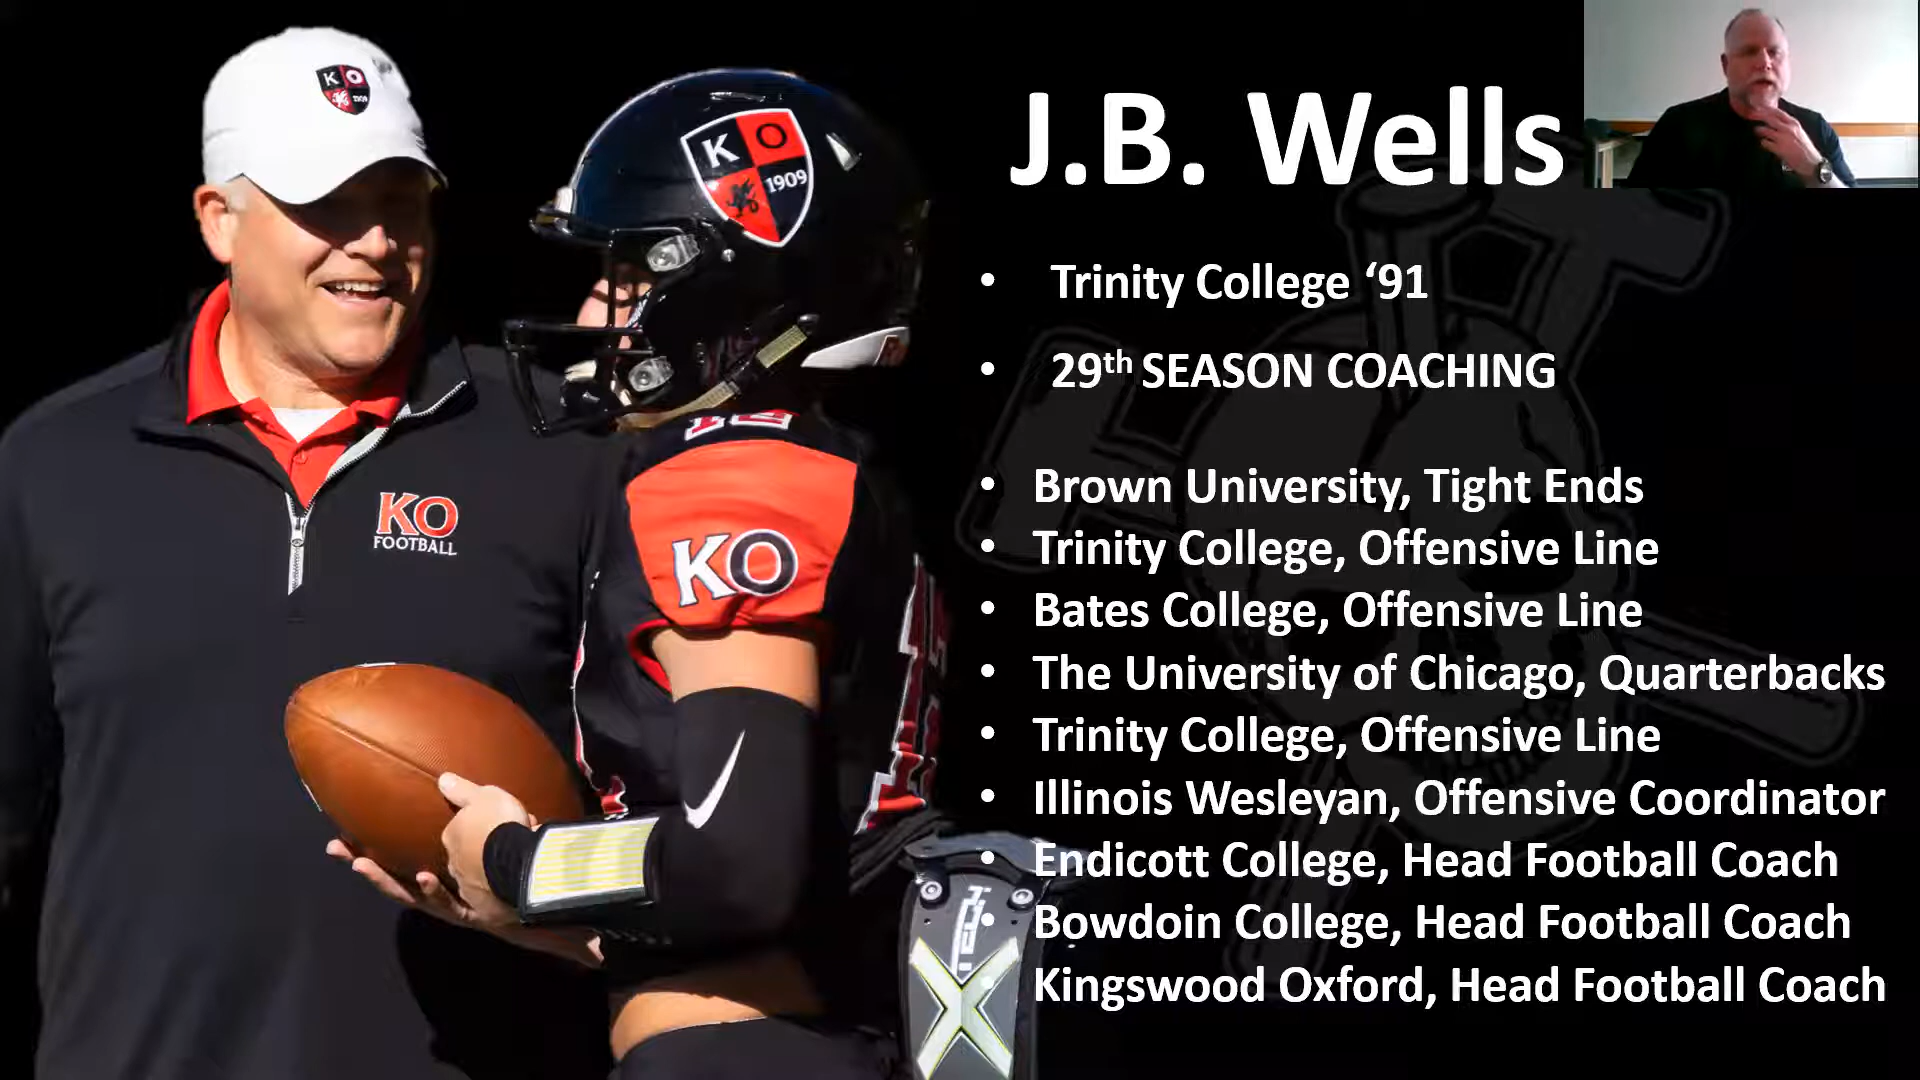 J.B. Wells
• Trinity College ‘91
• 29th SEASON COACHING
• Brown University, Tight Ends
• Trinity College, Offensive Line
• Bates College, Offensive Line
• The University of Chicago, Quarterbacks
• Trinity College, Offensive Line
• Illinois Wesleyan, Offensive Coordinator
• Endicott College, Head Football Coach
• Bowdoin College, Head Football Coach
• Kingswood Oxford, Head Football Coach
K O
1909
K O
1909
KO
FOOTBALL
KO